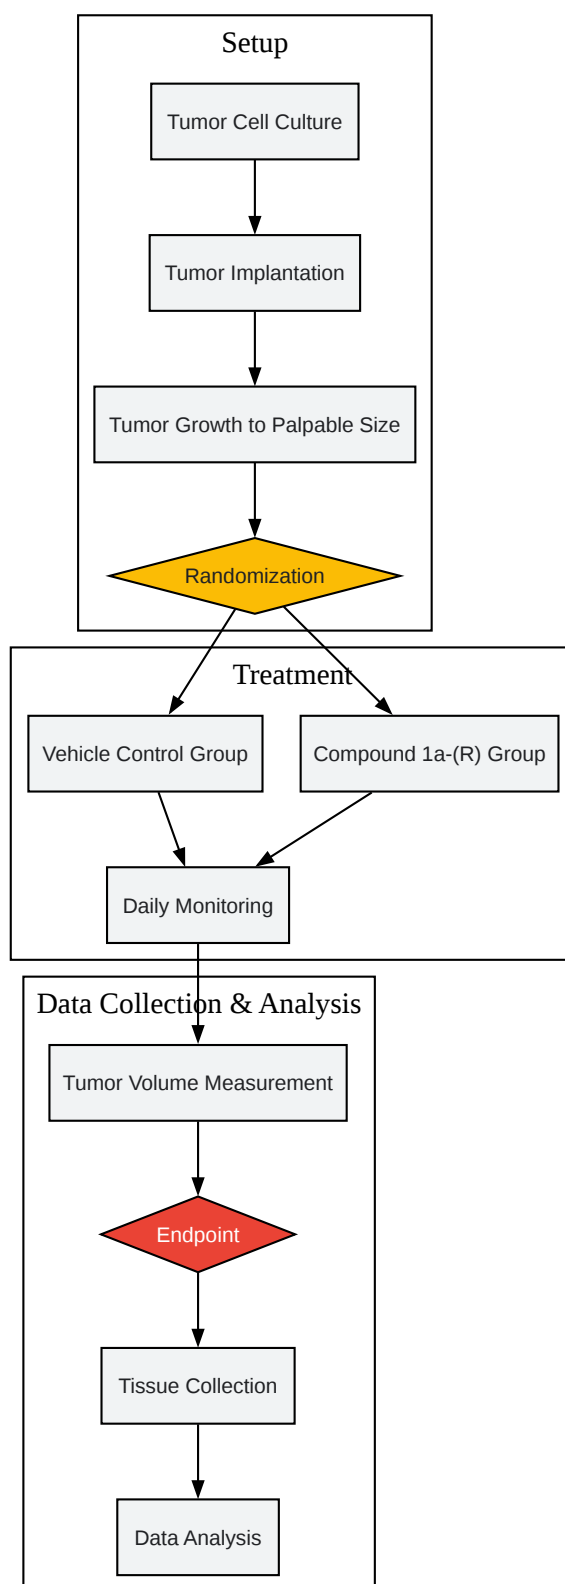 Setup
Tumor Cell Culture
Tumor Implantation
Tumor Growth to Palpable Size
Randomization
Treatment
Vehicle Control Group
Compound 1a-(R) Group
Daily Monitoring
Data Collection & Analysis
Tumor Volume Measurement
Endpoint
Tissue Collection
Data Analysis